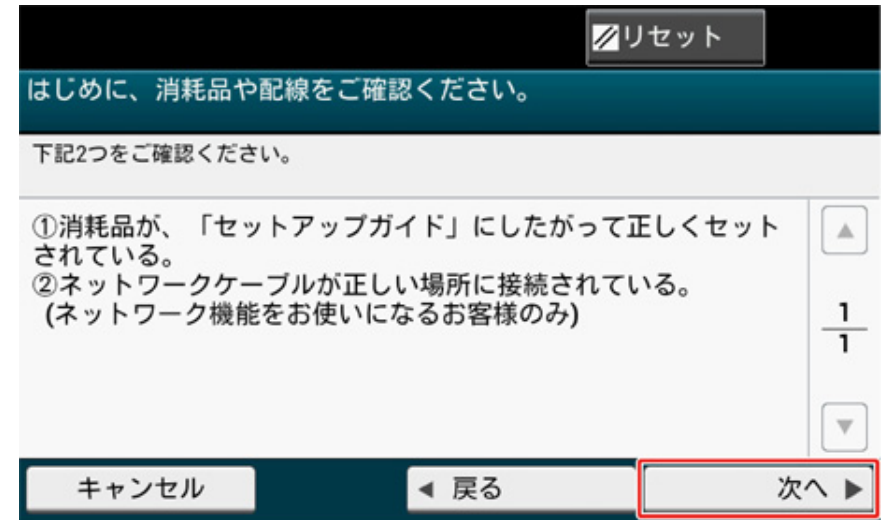 リセット
はじめに、消耗品や配線をご確認ください。
下記2つをご確認ください。
①消耗品が、「セットアップガイド」にしたがって正しくセット
されている。
②ネットワークケーブルが正しい場所に接続されている。
(ネットワーク機能をお使いになるお客様のみ)
1
1
キャンセル
戻る
次へ